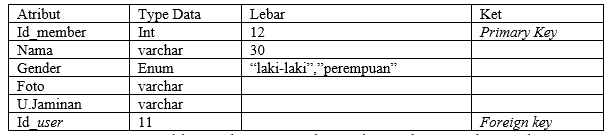 Atribut Type Data Lebar Ket
Id_member Int 12 Primary Key
Nama varchar 30
Gender Enum “laki-laki”,”perempuan”
Foto varchar
U.Jaminan varchar
Id_user 11 Foreign key